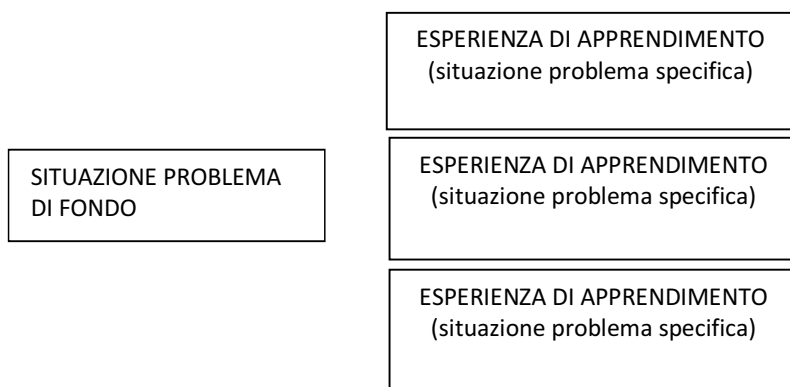 ESPERIENZA DI APPRENDIMENTO
(situazione problema specifica)
SITUAZIONE PROBLEMA
DI FONDO
ESPERIENZA DI APPRENDIMENTO
(situazione problema specifica)
ESPERIENZA DI APPRENDIMENTO
(situazione problema specifica)